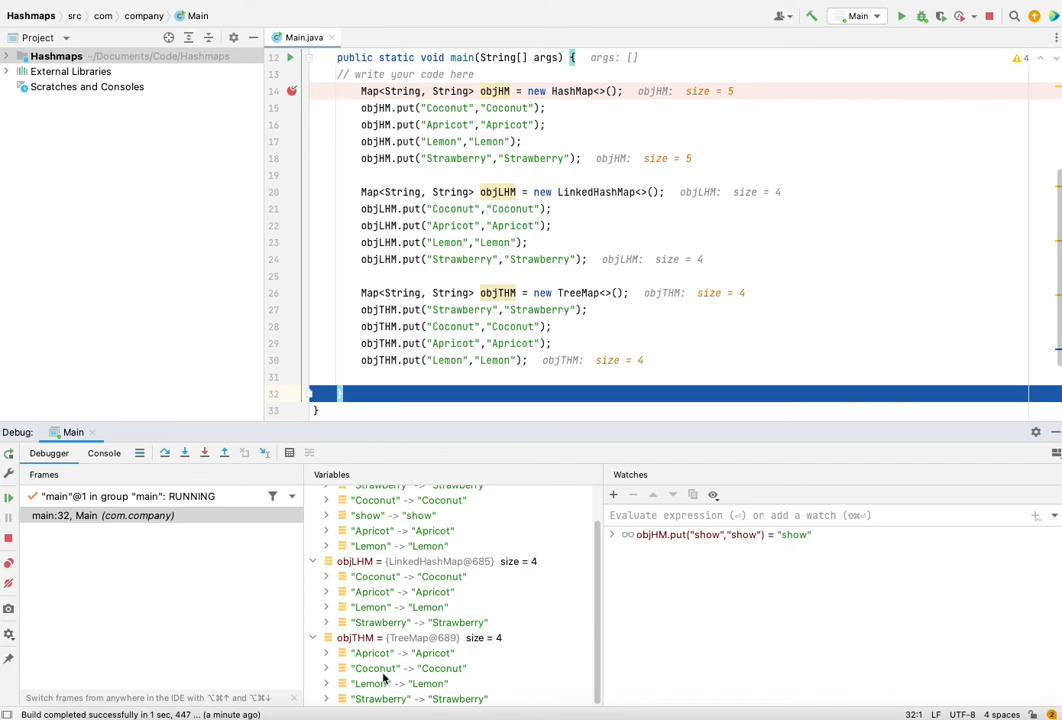 Hashmaps › src › com › company › Main
Main
Project
Main.java
Hashmaps ~/Documents/Code/Hashmaps
External Libraries
Scratches and Consoles
12 public static void main(String[] args) { args: []
4
13 // write your code here
14 Map<String, String> objHM = new HashMap<>(); objHM: size = 5
15 objHM.put("Coconut","Coconut");
16 objHM.put("Apricot","Apricot");
17 objHM.put("Lemon","Lemon");
18 objHM.put("Strawberry","Strawberry"); objHM: size = 5
19
20 Map<String, String> objLHM = new LinkedHashMap<>(); objLHM: size = 4
21 objLHM.put("Coconut","Coconut");
22 objLHM.put("Apricot","Apricot");
23 objLHM.put("Lemon","Lemon");
24 objLHM.put("Strawberry","Strawberry"); objLHM: size = 4
25
26 Map<String, String> objTHM = new TreeMap<>(); objTHM: size = 4
27 objTHM.put("Strawberry","Strawberry");
28 objTHM.put("Coconut","Coconut");
29 objTHM.put("Apricot","Apricot");
30 objTHM.put("Lemon","Lemon"); objTHM: size = 4
31
32 }
33 }
Debug: Main
Debugger Console
Frames
"main"@1 in group "main": RUNNING
main:32, Main (com.company)
Switch frames from anywhere in the IDE with ⌥⌘↑ and ⌥⌘↓
Variables
"Strawberry" -> "Strawberry"
"Coconut" -> "Coconut"
"show" -> "show"
"Apricot" -> "Apricot"
"Lemon" -> "Lemon"
objLHM = {LinkedHashMap@685} size = 4
"Coconut" -> "Coconut"
"Apricot" -> "Apricot"
"Lemon" -> "Lemon"
"Strawberry" -> "Strawberry"
objTHM = {TreeMap@689} size = 4
"Apricot" -> "Apricot"
"Coconut" -> "Coconut"
"Lemon" -> "Lemon"
"Strawberry" -> "Strawberry"
Watches
Evaluate expression (⏎) or add a watch (⇧⌘⏎)
objHM.put("show","show") = "show"
Build completed successfully in 1 sec, 447 ... (a minute ago)
32:1 LF UTF-8 4 spaces